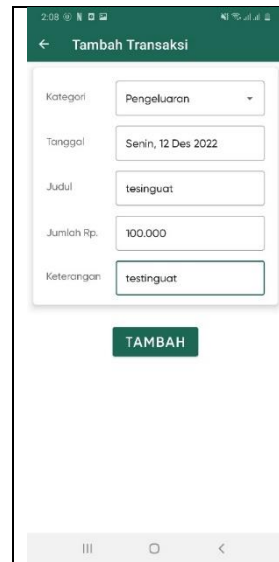 2:08
Tambah Transaksi
Kategori Pengeluaran
Tanggal Senin, 12 Des 2022
Judul tesinguat
Jumlah Rp. 100.000
Keterangan testinguat
TAMBAH